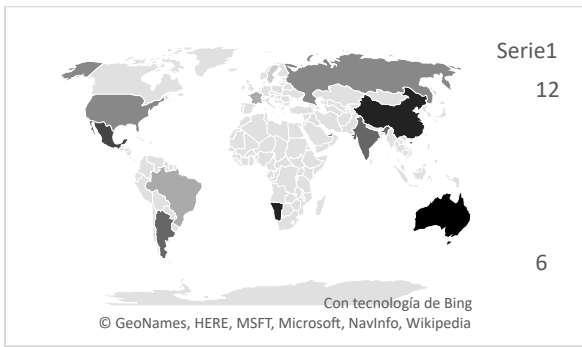 Serie1
12
6
Con tecnología de Bing
© GeoNames, HERE, MSFT, Microsoft, NavInfo, Wikipedia